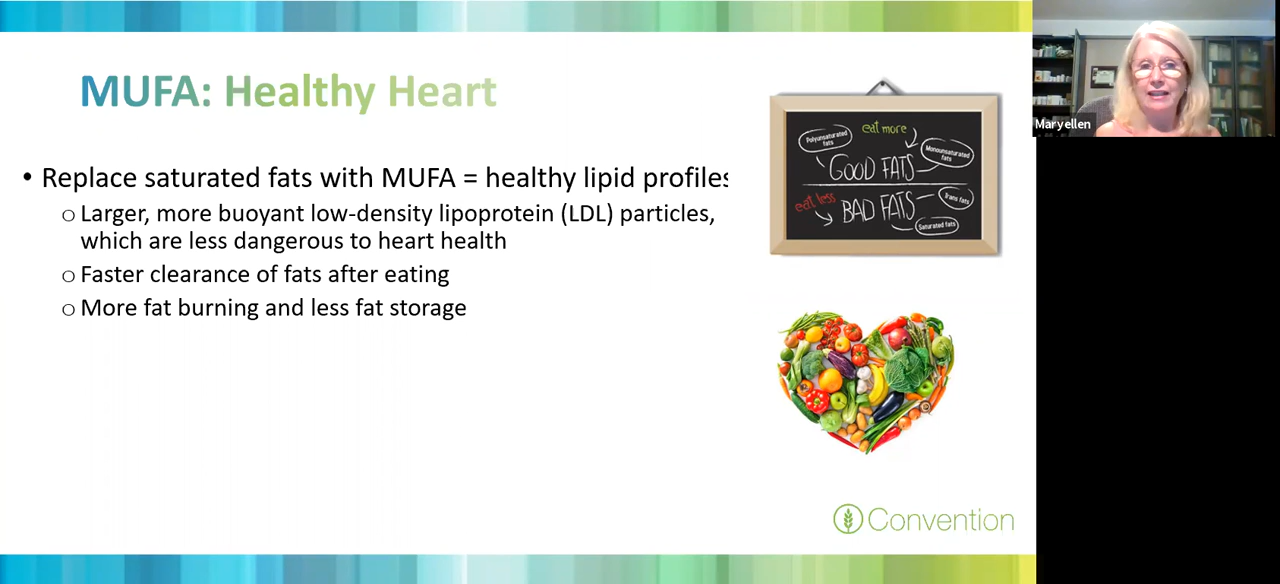 MUFA: Healthy Heart
• Replace saturated fats with MUFA = healthy lipid profiles
o Larger, more buoyant low-density lipoprotein (LDL) particles,
which are less dangerous to heart health
o Faster clearance of fats after eating
o More fat burning and less fat storage
eat more
Polyunsaturated
fats
Monounsaturated
fats
GOOD FATS
eat less
BAD FATS
Trans fats
Saturated fats
Convention
Maryellen